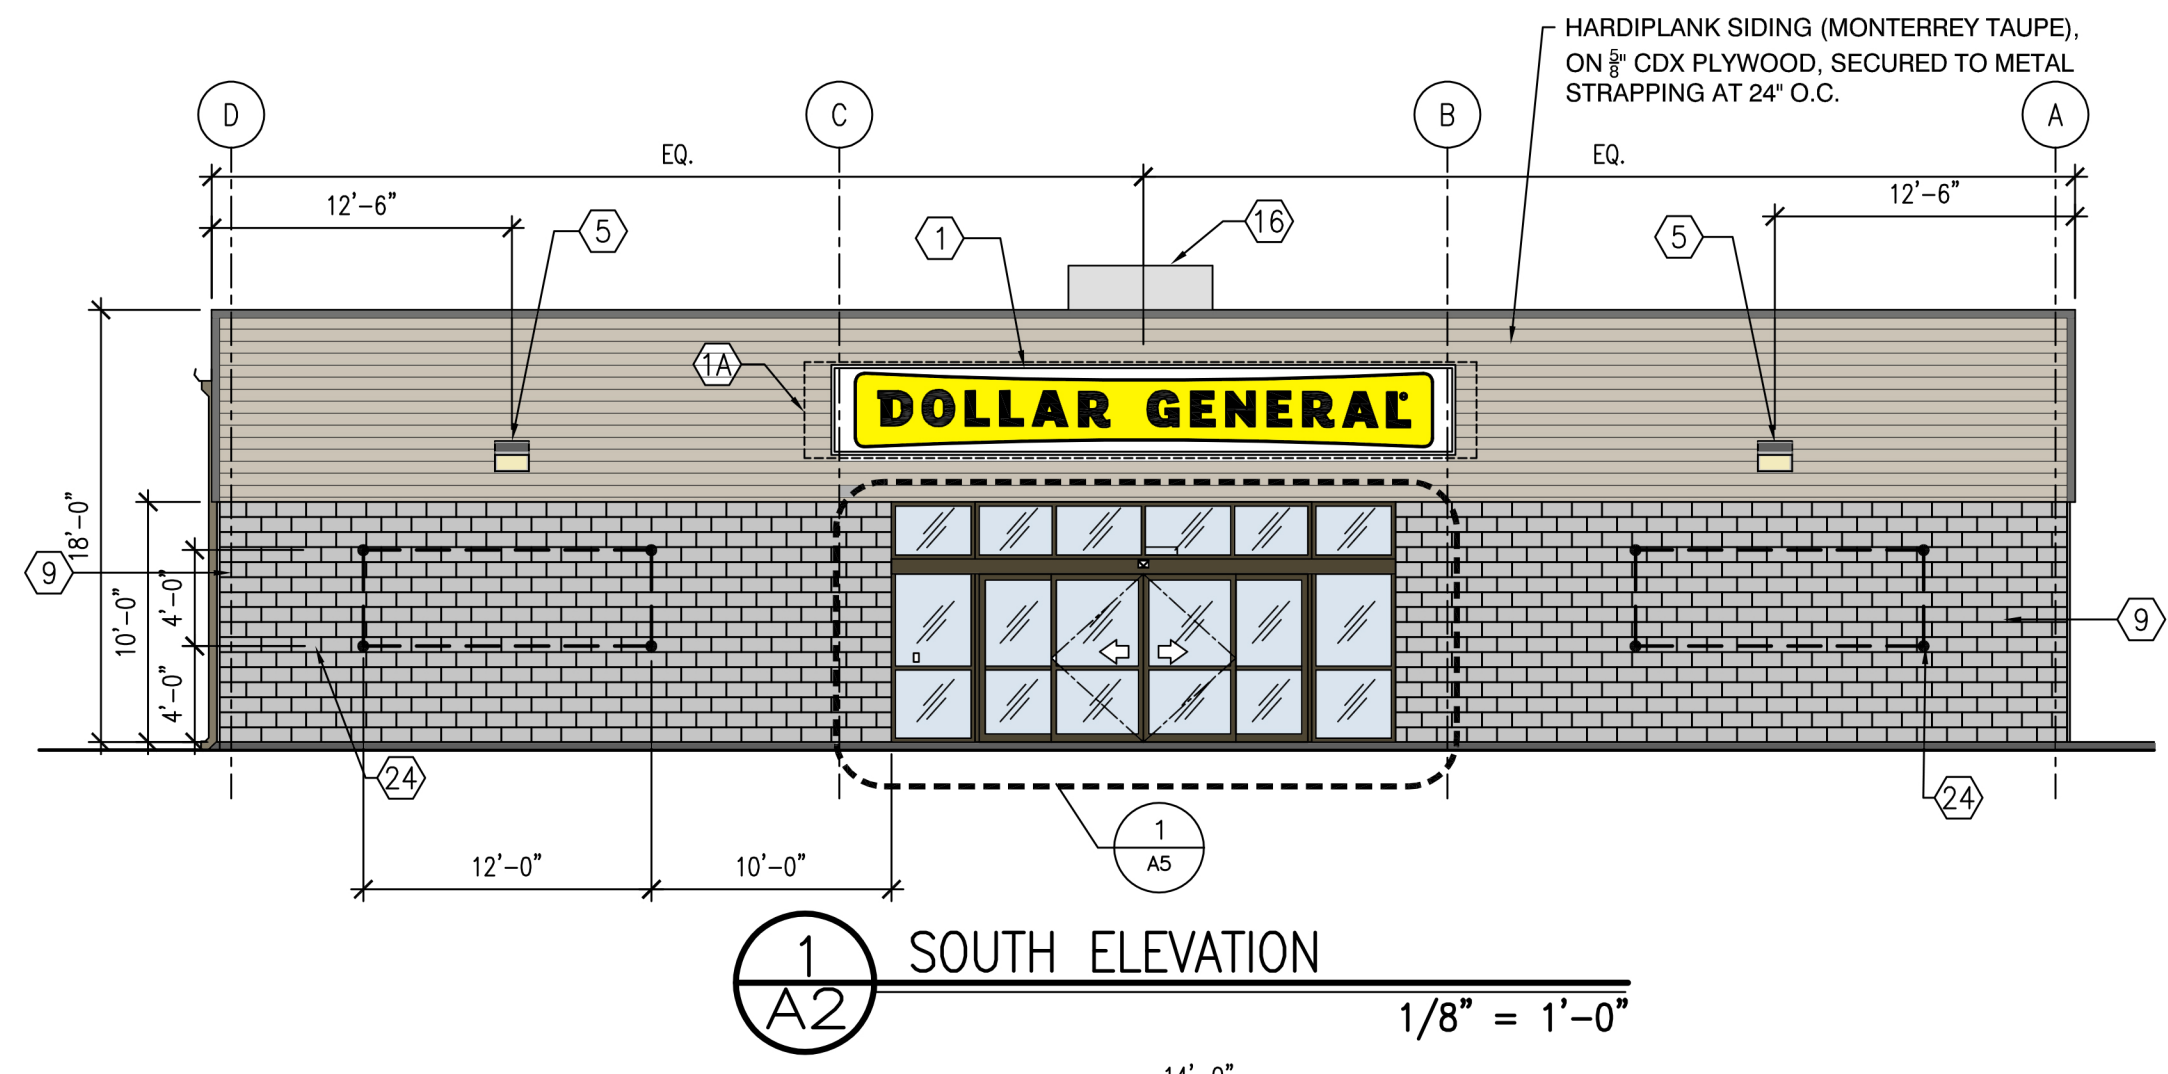 HARDIPLANK SIDING (MONTERREY TAUPE),
ON 5/8" CDX PLYWOOD, SECURED TO METAL
STRAPPING AT 24" O.C.
D
C
B
A
EQ.
EQ.
12'-6"
12'-6"
5
1
16
5
1A
DOLLAR GENERAL®
18'-0"
10'-0"
4'-0"
4'-0"
9
9
24
24
12'-0"
10'-0"
1
A5
1
A2
SOUTH ELEVATION
1/8" = 1'-0"